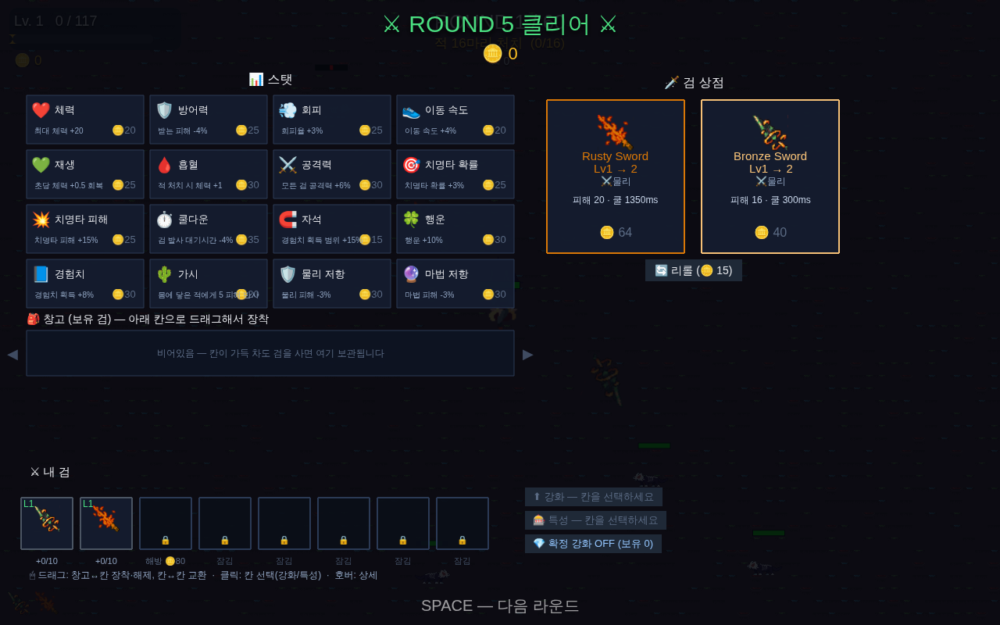 Lv. 1 0 / 117
⚔ ROUND 5 클리어 ⚔
적 16마리 처치 (0/16)
🪙 0
🪙 0
📊 스탯
🗡️ 검 상점
❤️ 체력
최대 체력 +20 🪙20
🛡️ 방어력
받는 피해 -4% 🪙25
💨 회피
회피율 +3% 🪙25
👟 이동 속도
이동 속도 +4% 🪙20
💚 재생
초당 체력 +0.5 회복 🪙25
🩸 흡혈
적 처치 시 체력 +1 🪙30
⚔️ 공격력
모든 검 공격력 +6% 🪙30
🎯 치명타 확률
치명타 확률 +3% 🪙25
💥 치명타 피해
치명타 피해 +15% 🪙25
⏱️ 쿨다운
검 발사 대기시간 -4% 🪙35
🧲 자석
경험치 획득 범위 +15% 🪙15
🍀 행운
행운 +10% 🪙30
📘 경험치
경험치 획득 +8% 🪙30
🌵 가시
몸에 닿은 적에게 5 피해
🛡️ 물리 저항
물리 피해 -3% 🪙30
🔮 마법 저항
마법 피해 -3% 🪙30
Rusty Sword
Lv1 → 2
⚔️물리
피해 20 · 쿨 1350ms
🪙 64
Bronze Sword
Lv1 → 2
⚔️물리
피해 16 · 쿨 300ms
🪙 40
🔄 리롤 (🪙 15)
🎒 창고 (보유 검) — 아래 칸으로 드래그해서 장착
◀ 비어있음 — 칸이 가득 차도 검을 사면 여기 보관됩니다 ▶
⚔ 내 검
L1 L1
+0/10 +0/10 해방 🪙80 잠김 잠김 잠김 잠김 잠김
⬆ 강화 — 칸을 선택하세요
🎰 특성 — 칸을 선택하세요
💎 확정 강화 OFF (보유 0)
🖱 드래그: 창고↔칸 장착·해제, 칸↔칸 교환 · 클릭: 칸 선택(강화/특성) · 호버: 상세
SPACE — 다음 라운드